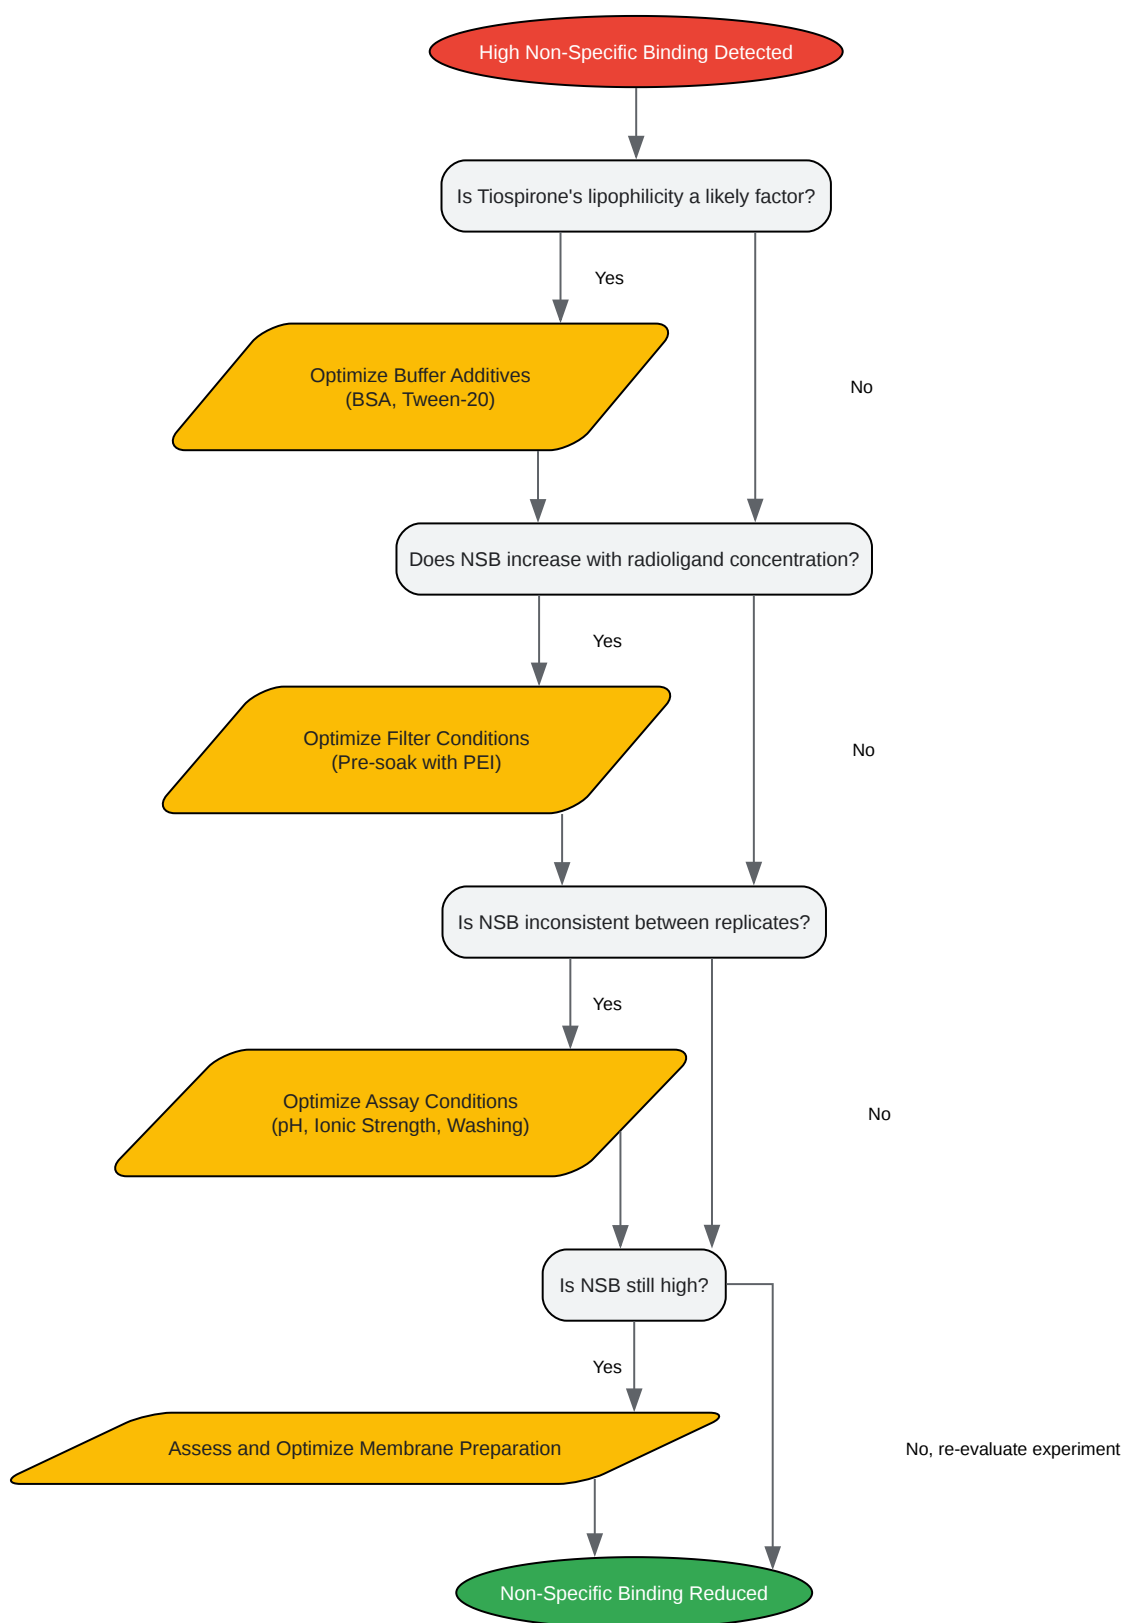 High Non-Specific Binding Detected
Is Tiospirone's lipophilicity a likely factor?
Yes
Optimize Buffer Additives
(BSA, Tween-20)
No
Does NSB increase with radioligand concentration?
Yes
Optimize Filter Conditions
(Pre-soak with PEI)
No
Is NSB inconsistent between replicates?
Yes
Optimize Assay Conditions
(pH, Ionic Strength, Washing)
No
Is NSB still high?
Yes
Assess and Optimize Membrane Preparation
No, re-evaluate experiment
Non-Specific Binding Reduced